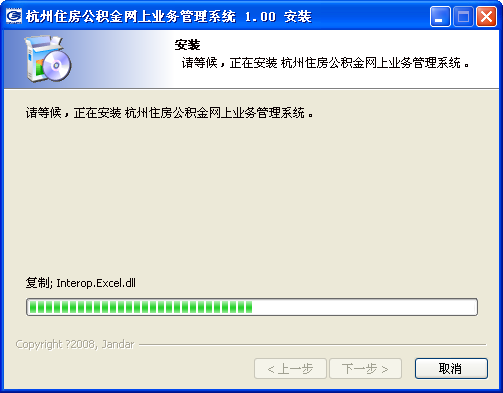 杭州住房公积金网上业务管理系统 1.00 安装
安装
请等候，正在安装 杭州住房公积金网上业务管理系统 。
请等候，正在安装 杭州住房公积金网上业务管理系统 。
复制; Interop.Excel.dll
Copyright ?2008, Jandar
< 上一步
下一步 >
取消